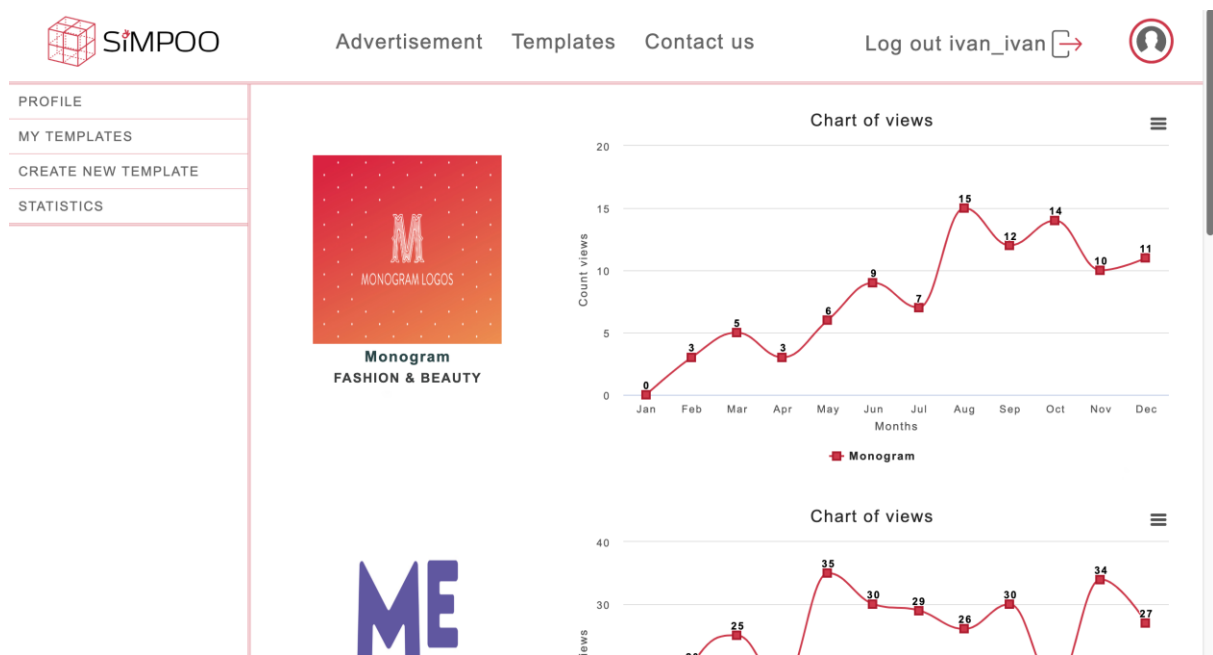 SiMPOO
Advertisement Templates Contact us
Log out ivan_ivan
PROFILE
MY TEMPLATES
CREATE NEW TEMPLATE
STATISTICS
M
MONOGRAM LOGOS
Monogram
FASHION & BEAUTY
Chart of views
20
15
10
5
0
Count views
0 3 5 3 6 9 7 15 12 14 10 11
Jan Feb Mar Apr May Jun Jul Aug Sep Oct Nov Dec
Months
Monogram
ME
Chart of views
40
30
25 35 30 29 26 30 34 27